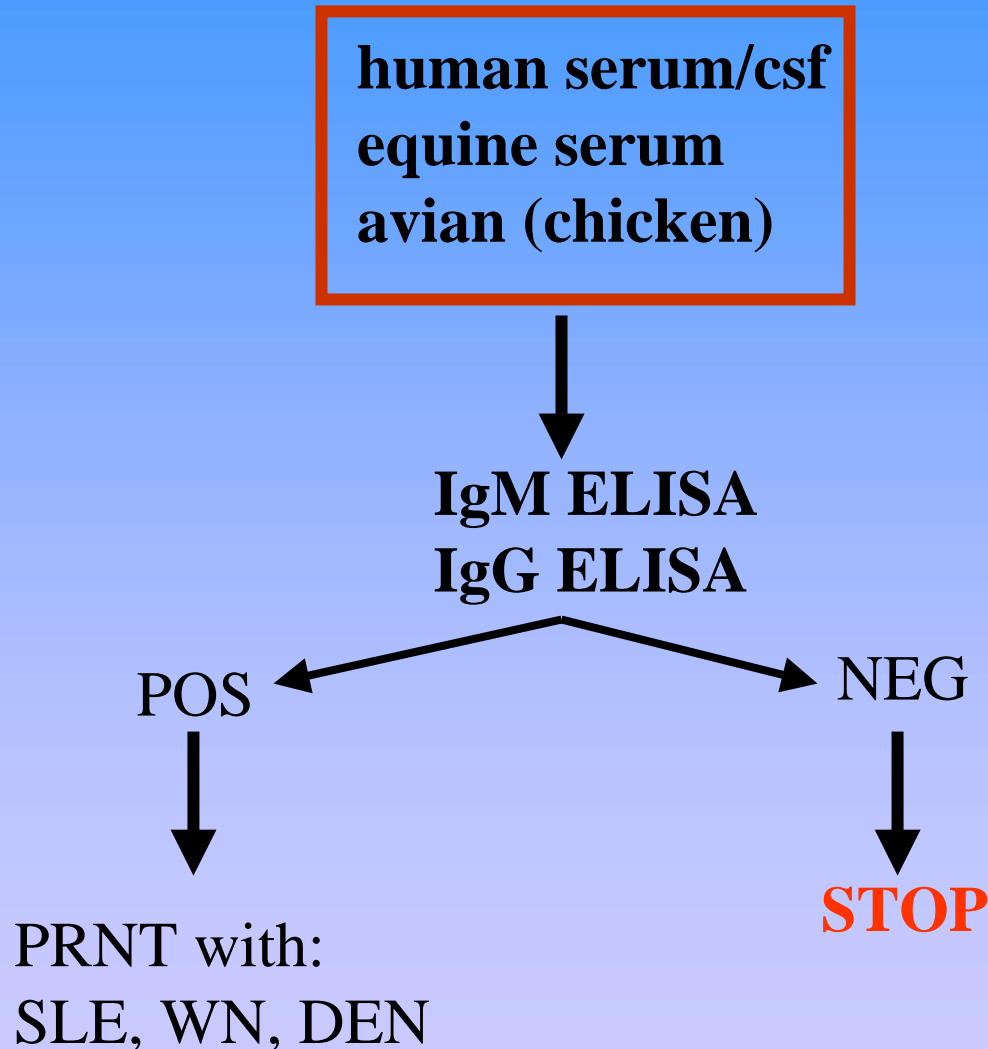 human serum/csf
equine serum
avian (chicken)
IgM ELISA
IgG ELISA
POS
NEG
STOP
PRNT with:
SLE, WN, DEN